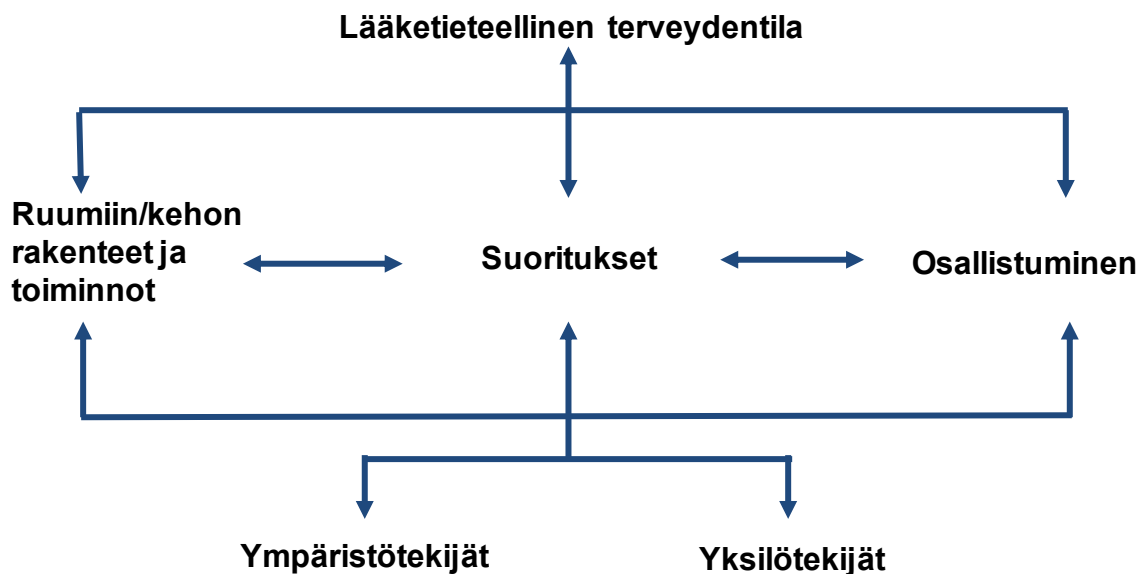 Lääketieteellinen terveydentila
Ruumiin/kehon
rakenteet ja
toiminnot
Suoritukset
Osallistuminen
Ympäristötekijät
Yksilötekijät